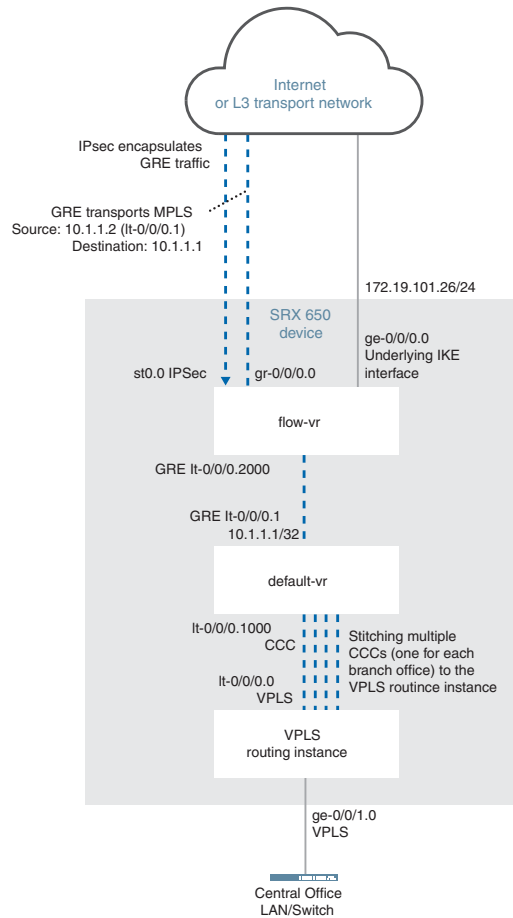 Internet
or L3 transport network
IPsec encapsulates
GRE traffic
GRE transports MPLS
Source: 10.1.1.2 (lt-0/0/0.1)
Destination: 10.1.1.1
172.19.101.26/24
SRX 650
device
ge-0/0/0.0
Underlying IKE
interface
st0.0 IPSec
gr-0/0/0.0
flow-vr
GRE lt-0/0/0.2000
GRE lt-0/0/0.1
10.1.1.1/32
default-vr
lt-0/0/0.1000
CCC
Stitching multiple
CCCs (one for each
branch office) to the
VPLS routince instance
lt-0/0/0.0
VPLS
VPLS
routing instance
ge-0/0/1.0
VPLS
Central Office
LAN/Switch